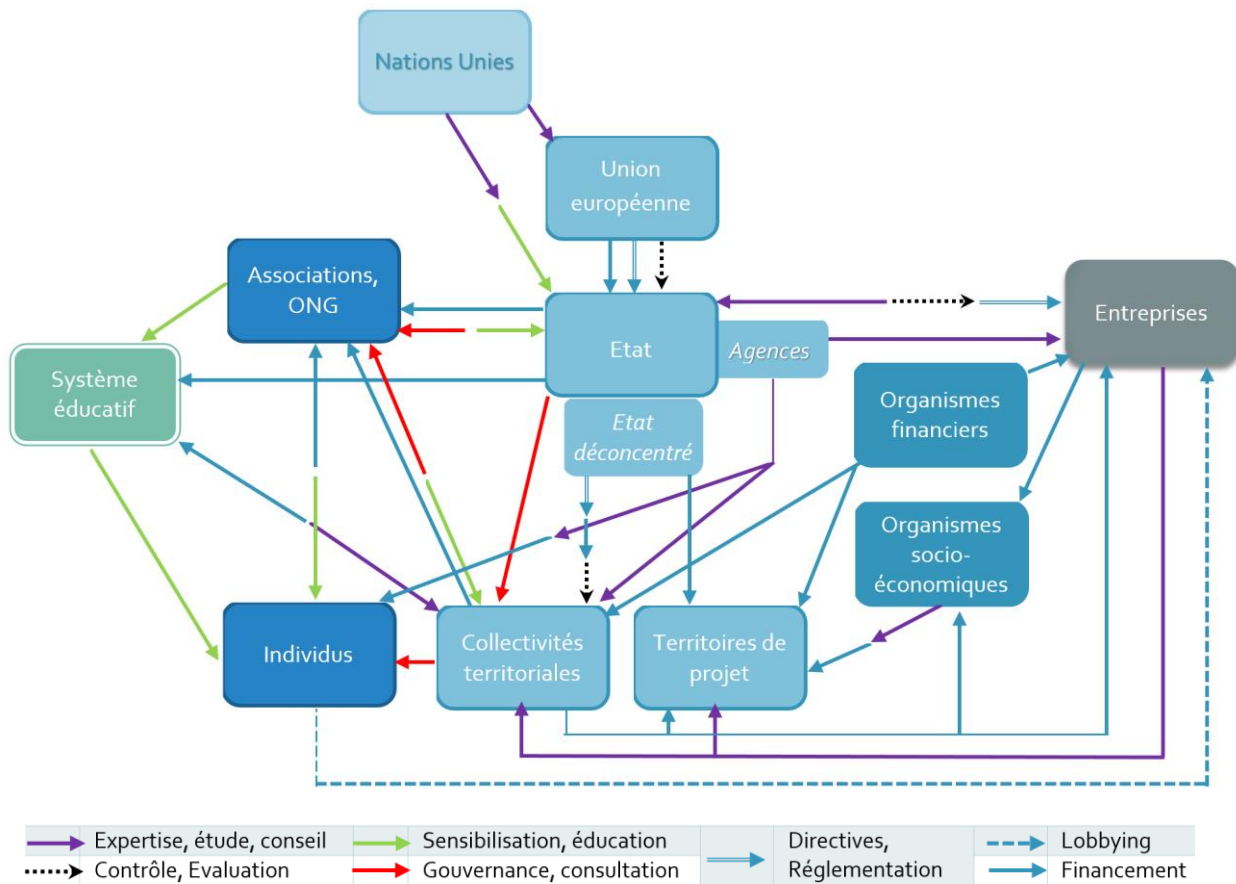 Nations Unies
Union
européenne
Associations,
ONG
Entreprises
Etat
Agences
Système
éducatif
Organismes
financiers
Etat
déconcentré
Organismes
socio-
économiques
Individus
Collectivités
territoriales
Territoires de
projet
Expertise, étude, conseil
Sensibilisation, éducation
Directives,
Réglementation
Lobbying
Contrôle, Evaluation
Gouvernance, consultation
Financement